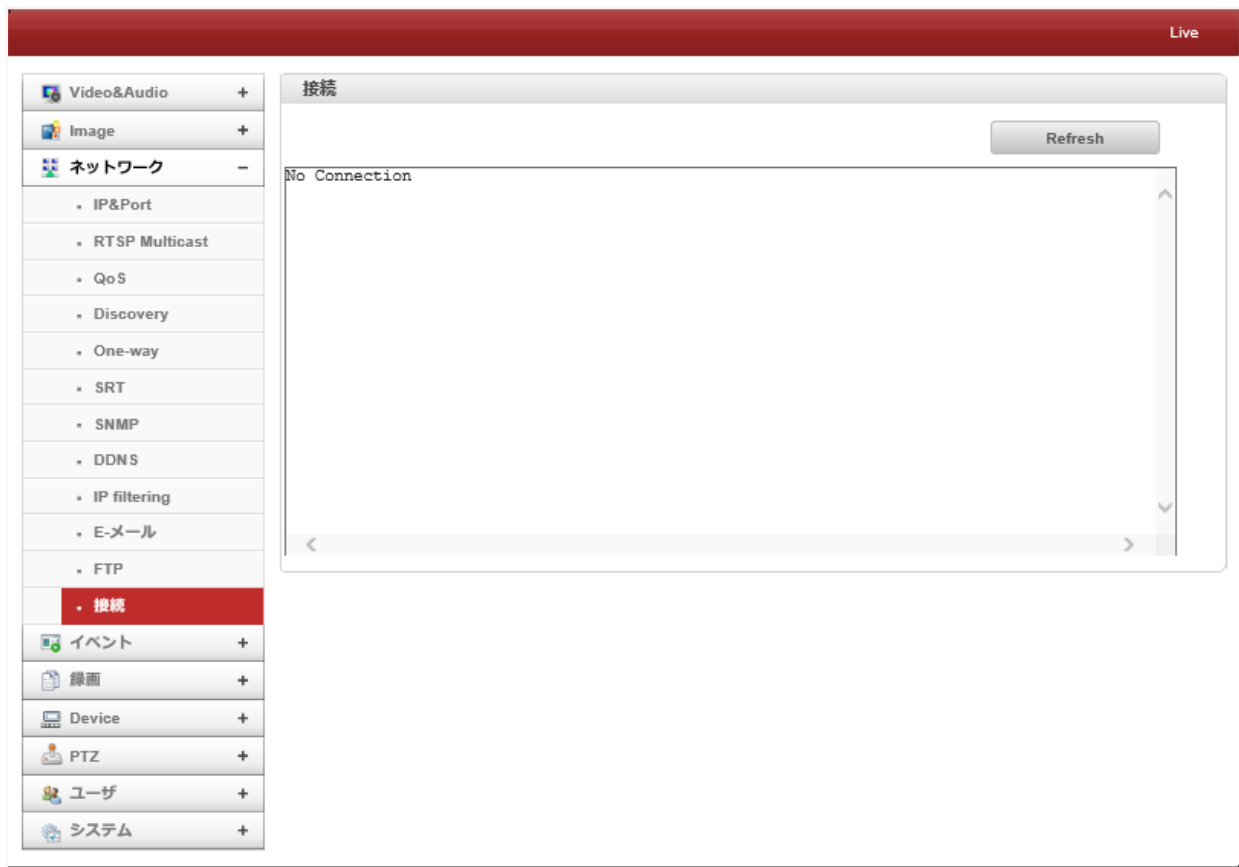 Live
Video&Audio +
Image +
ネットワーク -
IP&Port
RTSP Multicast
QoS
Discovery
One-way
SRT
SNMP
DDNS
IP filtering
E-メール
FTP
接続
イベント +
録画 +
Device +
PTZ +
ユーザ +
システム +
接続
Refresh
No Connection